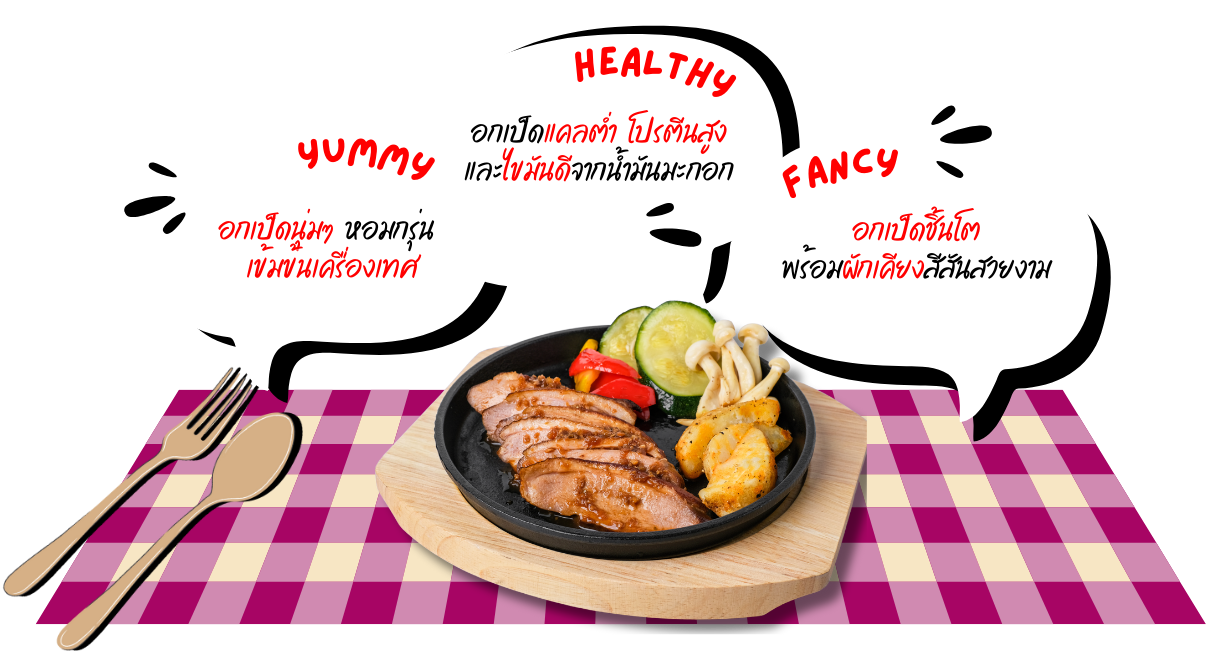 YUMMY
อกเป็ดนุ่มๆ หอมกรุ่น
เข้มข้นเครื่องเทศ
HEALTHY
อกเป็ดแคลต่ำ โปรตีนสูง
และไขมันดีจากน้ำมันมะกอก
FANCY
อกเป็ดชิ้นโต
พร้อมผักเคียงสีสันสวยงาม